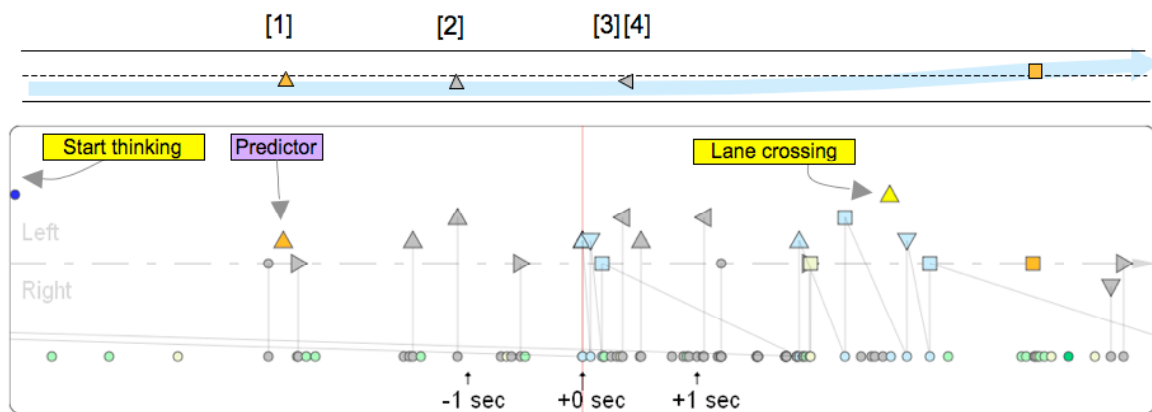 [1] [2] [3] [4]
Start thinking
Predictor
Lane crossing
Left
Right
-1 sec +0 sec +1 sec